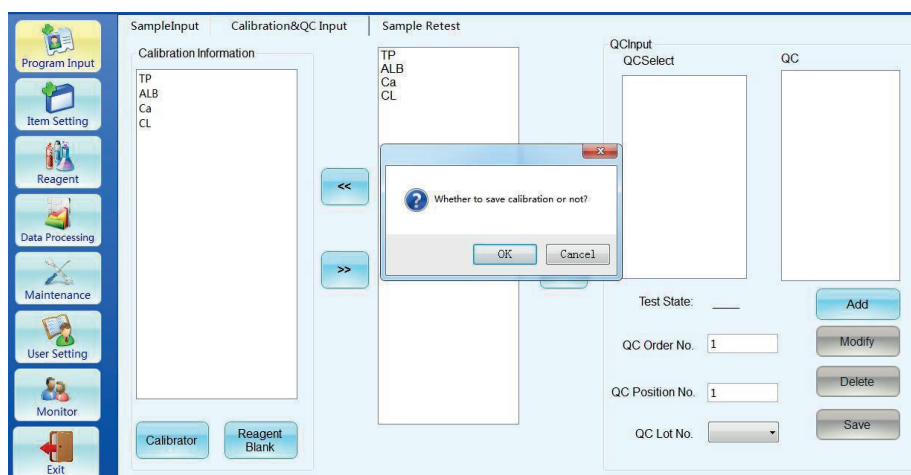 Program Input
Item Setting
Reagent
Data Processing
Maintenance
User Setting
Monitor
Exit
SampleInput
Calibration&QC Input
Sample Retest
Calibration Information
TP
ALB
Ca
CL
Calibrator
Reagent
Blank
<<
>>
TP
ALB
Ca
CL
Whether to save calibration or not?
OK
Cancel
QCInput
QCSelect
QC
Test State:
QC Order No. 1
QC Position No. 1
QC Lot No.
Add
Modify
Delete
Save